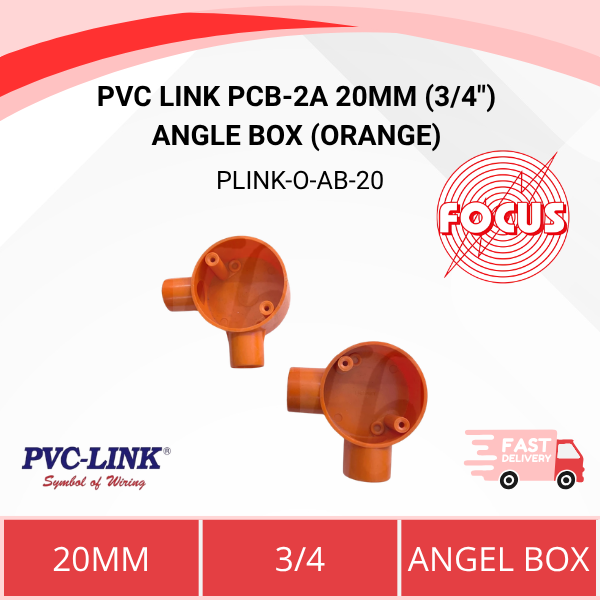 PVC LINK PCB-2A 20MM (3/4")
ANGLE BOX (ORANGE)
PLINK-O-AB-20
FOCUS
FAST
DELIVERY
PVC-LINK®
Symbol of Wiring
20MM
3/4
ANGEL BOX